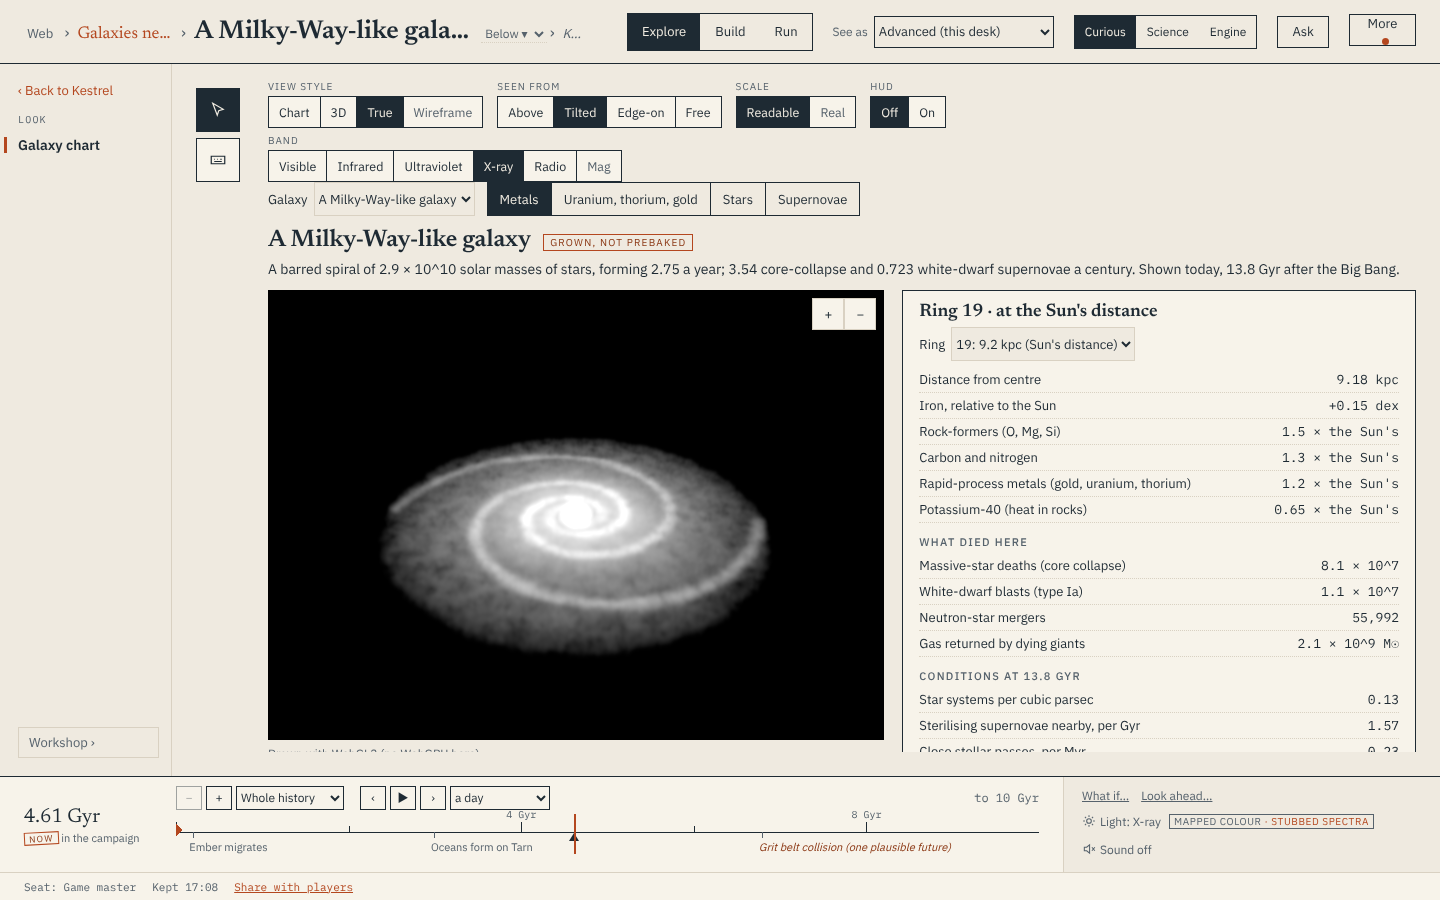 Web › Galaxies ne... › A Milky-Way-like gala... Below ▾ › K...
Explore Build Run See as Advanced (this desk) Curious Science Engine Ask More
‹ Back to Kestrel
LOOK
Galaxy chart
VIEW STYLE SEEN FROM SCALE HUD
Chart 3D True Wireframe Above Tilted Edge-on Free Readable Real Off On
BAND
Visible Infrared Ultraviolet X-ray Radio Mag
Galaxy A Milky-Way-like galaxy Metals Uranium, thorium, gold Stars Supernovae
A Milky-Way-like galaxy GROWN, NOT PREBAKED
A barred spiral of 2.9 × 10^10 solar masses of stars, forming 2.75 a year; 3.54 core-collapse and 0.723 white-dwarf supernovae a century. Shown today, 13.8 Gyr after the Big Bang.
+ −
Ring 19 · at the Sun's distance
Ring 19: 9.2 kpc (Sun's distance)
Distance from centre 9.18 kpc
Iron, relative to the Sun +0.15 dex
Rock-formers (O, Mg, Si) 1.5 × the Sun's
Carbon and nitrogen 1.3 × the Sun's
Rapid-process metals (gold, uranium, thorium) 1.2 × the Sun's
Potassium-40 (heat in rocks) 0.65 × the Sun's
WHAT DIED HERE
Massive-star deaths (core collapse) 8.1 × 10^7
White-dwarf blasts (type Ia) 1.1 × 10^7
Neutron-star mergers 55,992
Gas returned by dying giants 2.1 × 10^9 M☉
CONDITIONS AT 13.8 GYR
Star systems per cubic parsec 0.13
Sterilising supernovae nearby, per Gyr 1.57
Close stellar passes, per Myr 0.23
Workshop ›
4.61 Gyr
NOW in the campaign
− + Whole history ‹ ▶ › a day to 10 Gyr
4 Gyr 8 Gyr
Ember migrates Oceans form on Tarn Grit belt collision (one plausible future)
What if... Look ahead...
Light: X-ray MAPPED COLOUR · STUBBED SPECTRA
Sound off
Seat: Game master Kept 17:08 Share with players